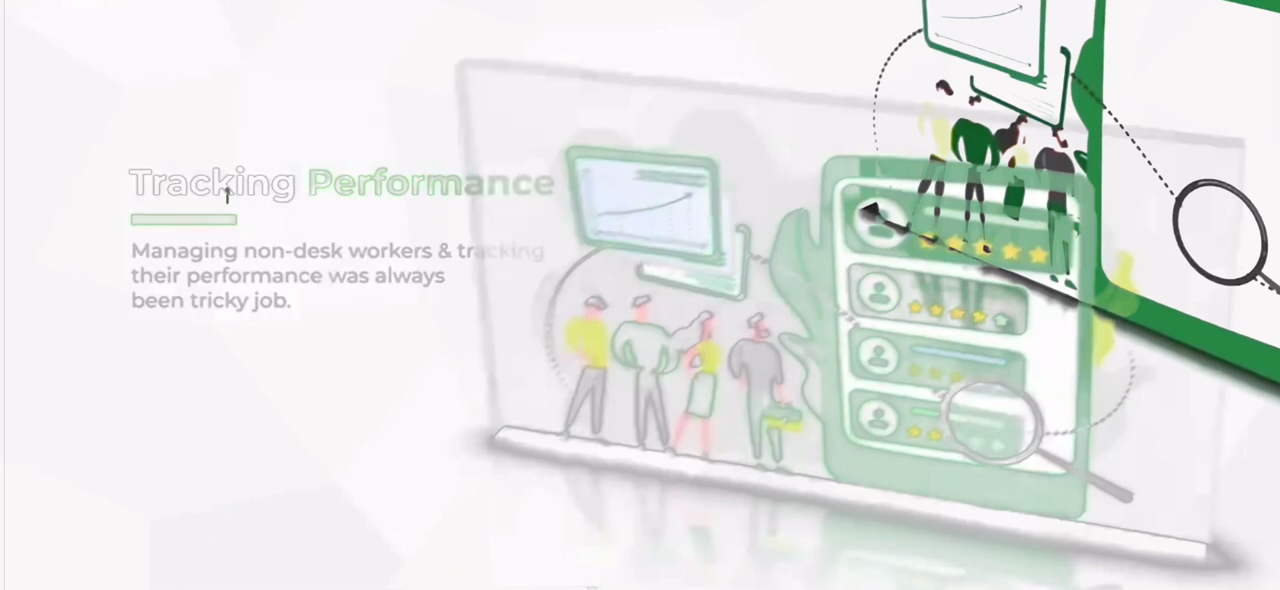 Tracking Performance
Managing non-desk workers & tracking
their performance was always
been tricky job.